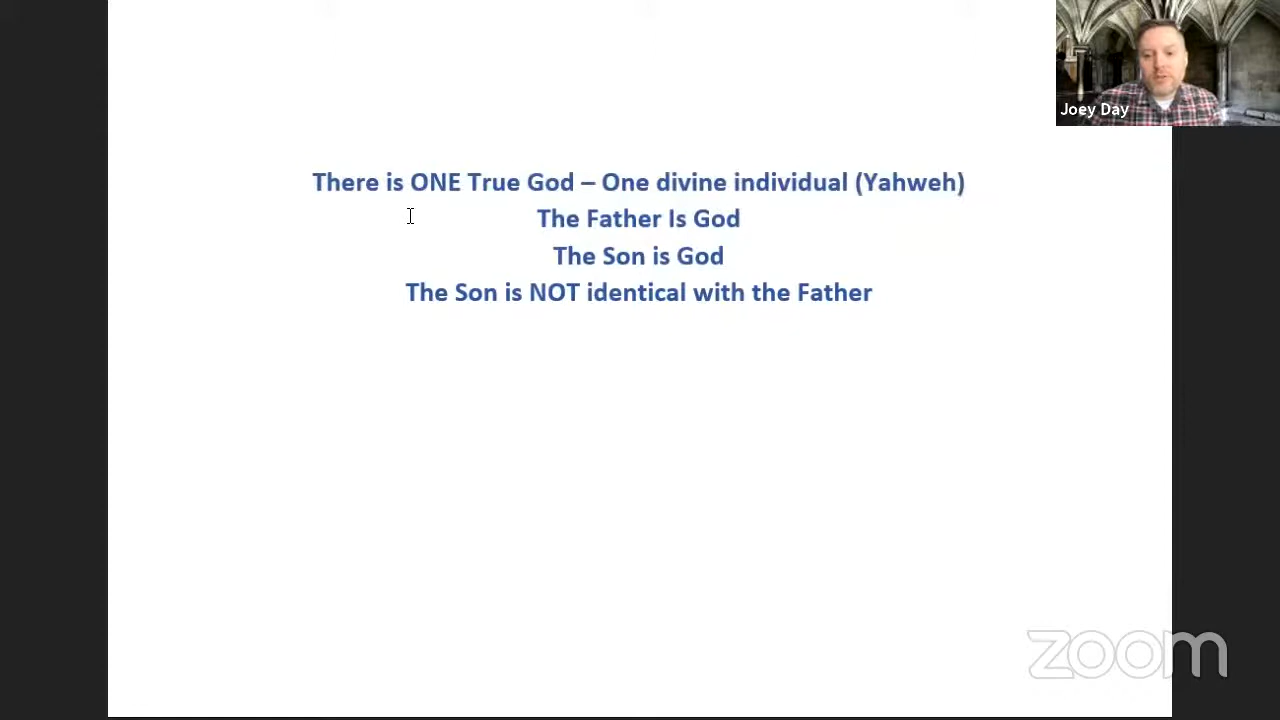 Joey Day
There is ONE True God – One divine individual (Yahweh)
The Father Is God
The Son is God
The Son is NOT identical with the Father
zoom